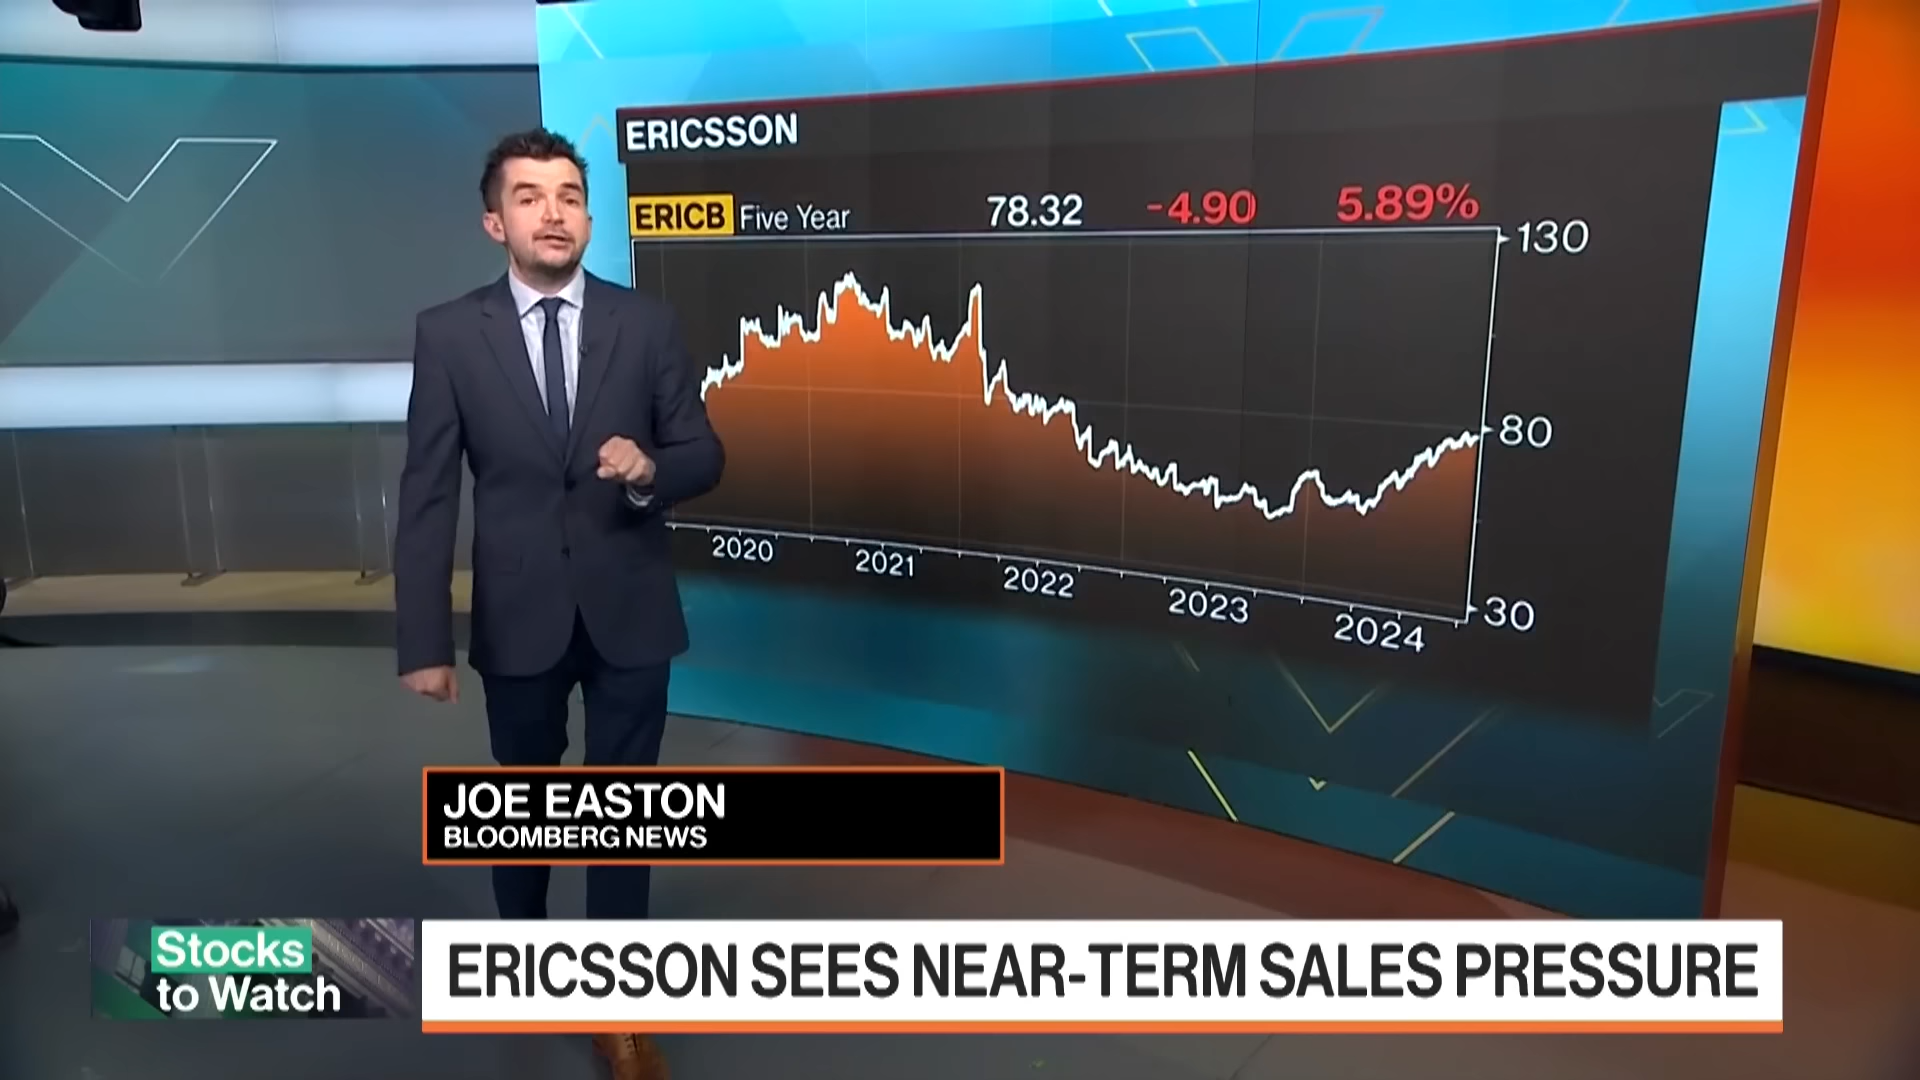 ERICSSON
ERICB Five Year 78.32 -4.90 5.89%
130
80
30
2020 2021 2022 2023 2024
JOE EASTON
BLOOMBERG NEWS
Stocks
to Watch
ERICSSON SEES NEAR-TERM SALES PRESSURE